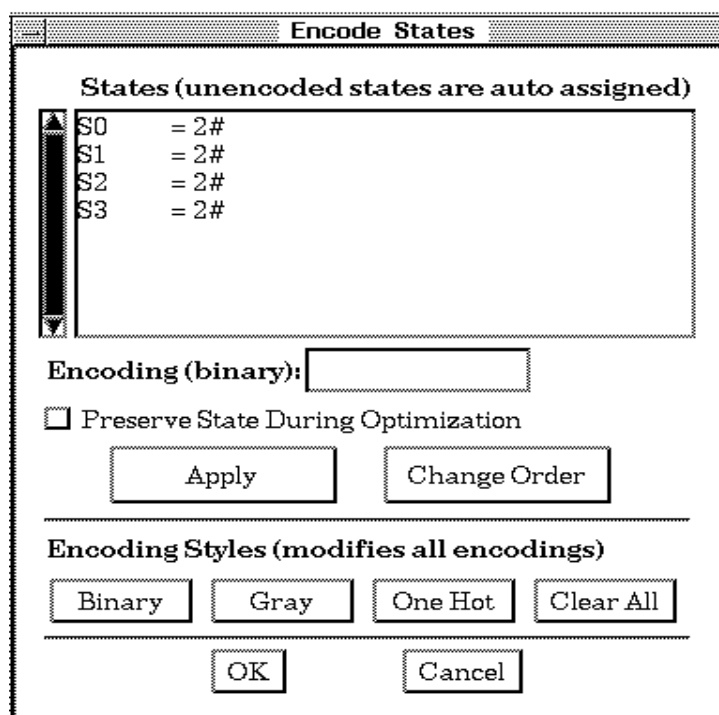 Encode States
States (unencoded states are auto assigned)
S0 = 2#
S1 = 2#
S2 = 2#
S3 = 2#
Encoding (binary):
Preserve State During Optimization
Apply Change Order
Encoding Styles (modifies all encodings)
Binary Gray One Hot Clear All
OK Cancel